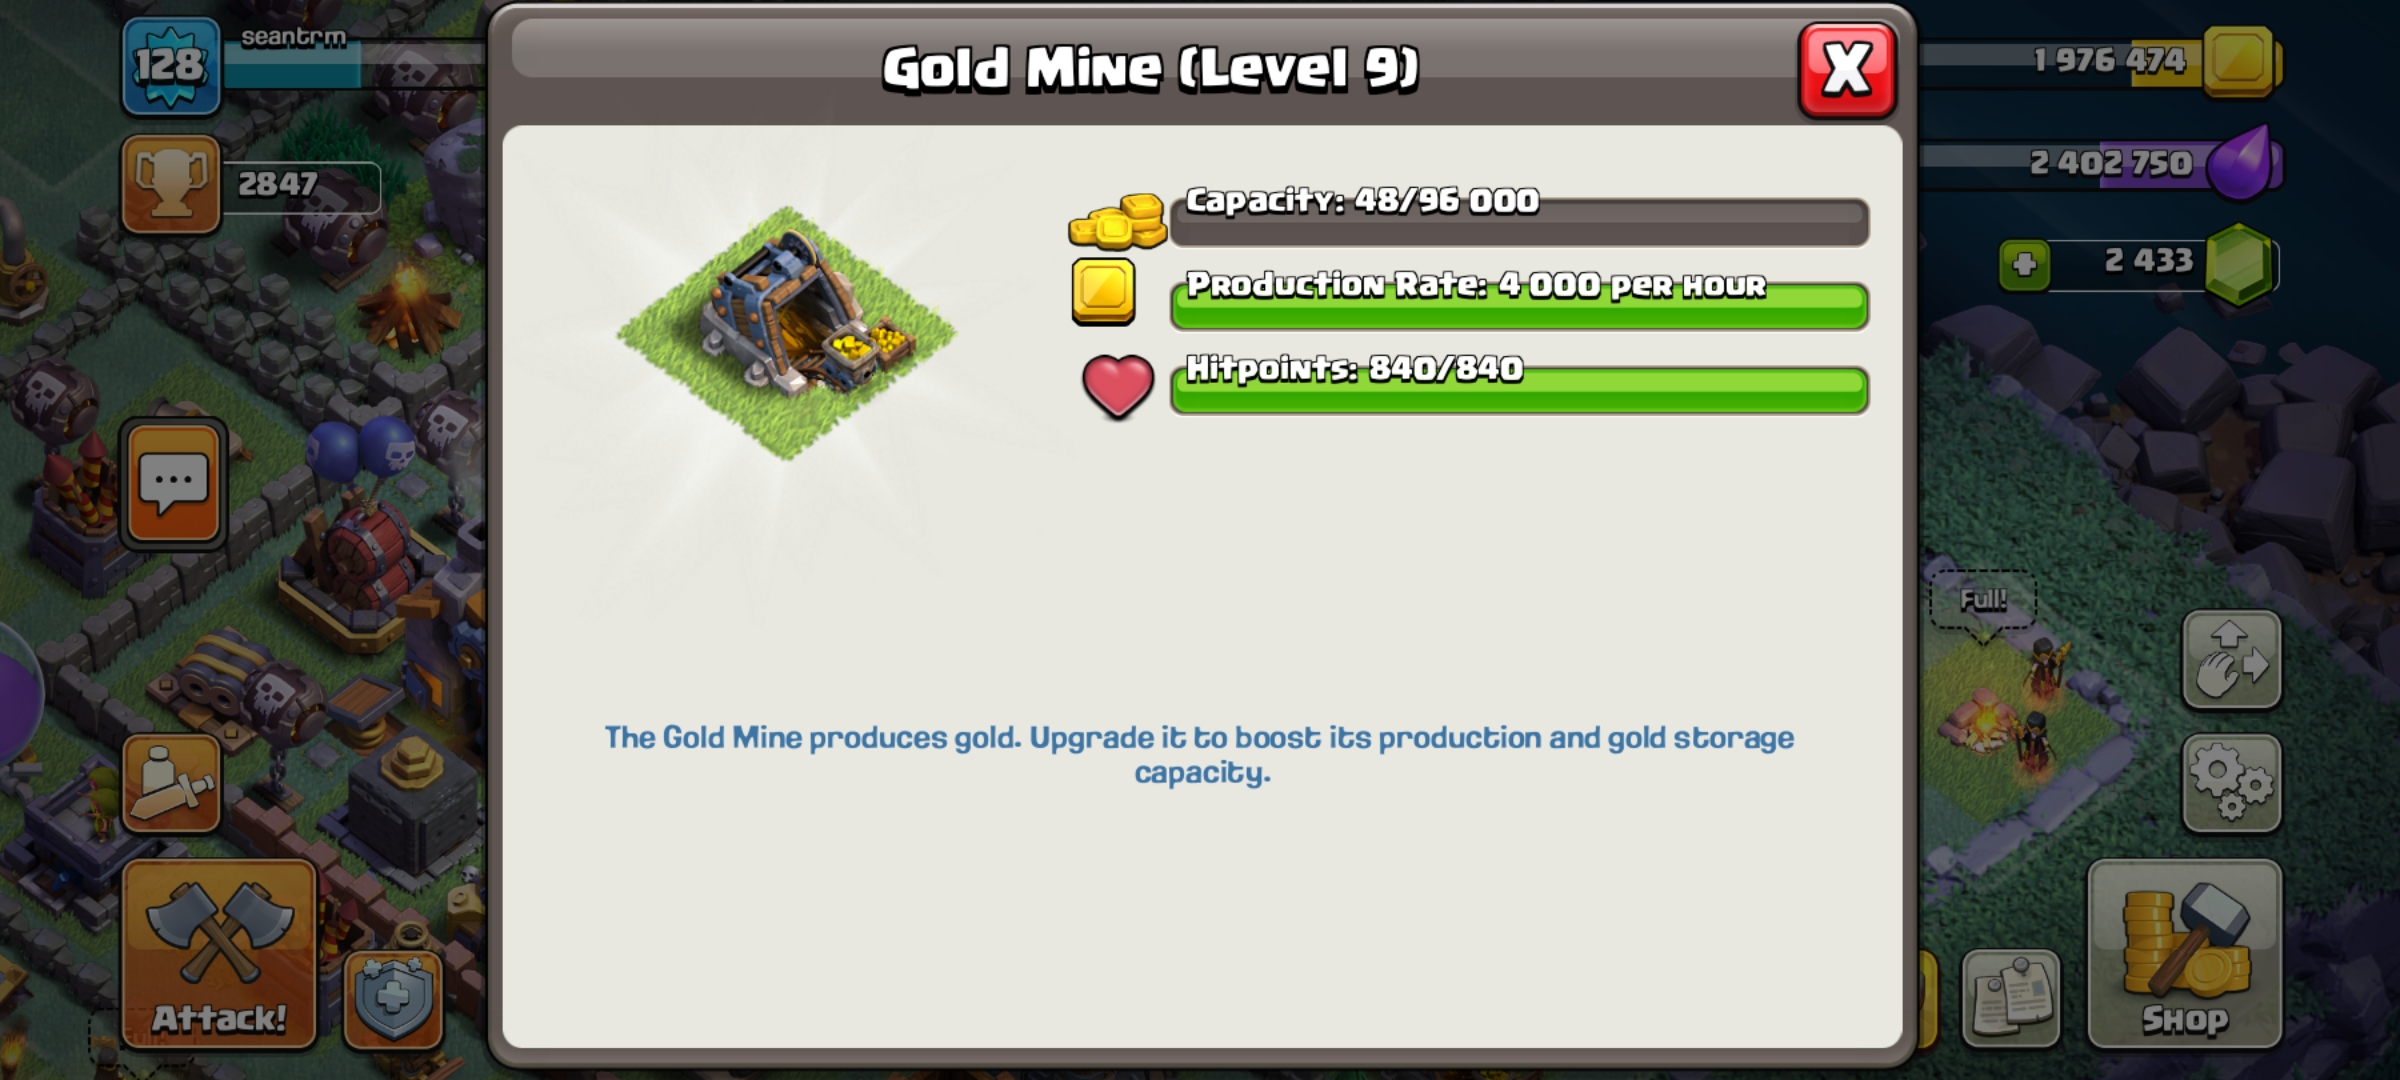 128
seantrm
2847
Gold Mine (Level 9)
X
1 976 474
2 402 750
2 433
Capacity: 48/96 000
Production Rate: 4 000 per hour
Hitpoints: 840/840
Full!
The Gold Mine produces gold. Upgrade it to boost its production and gold storage
capacity.
Attack!
Shop